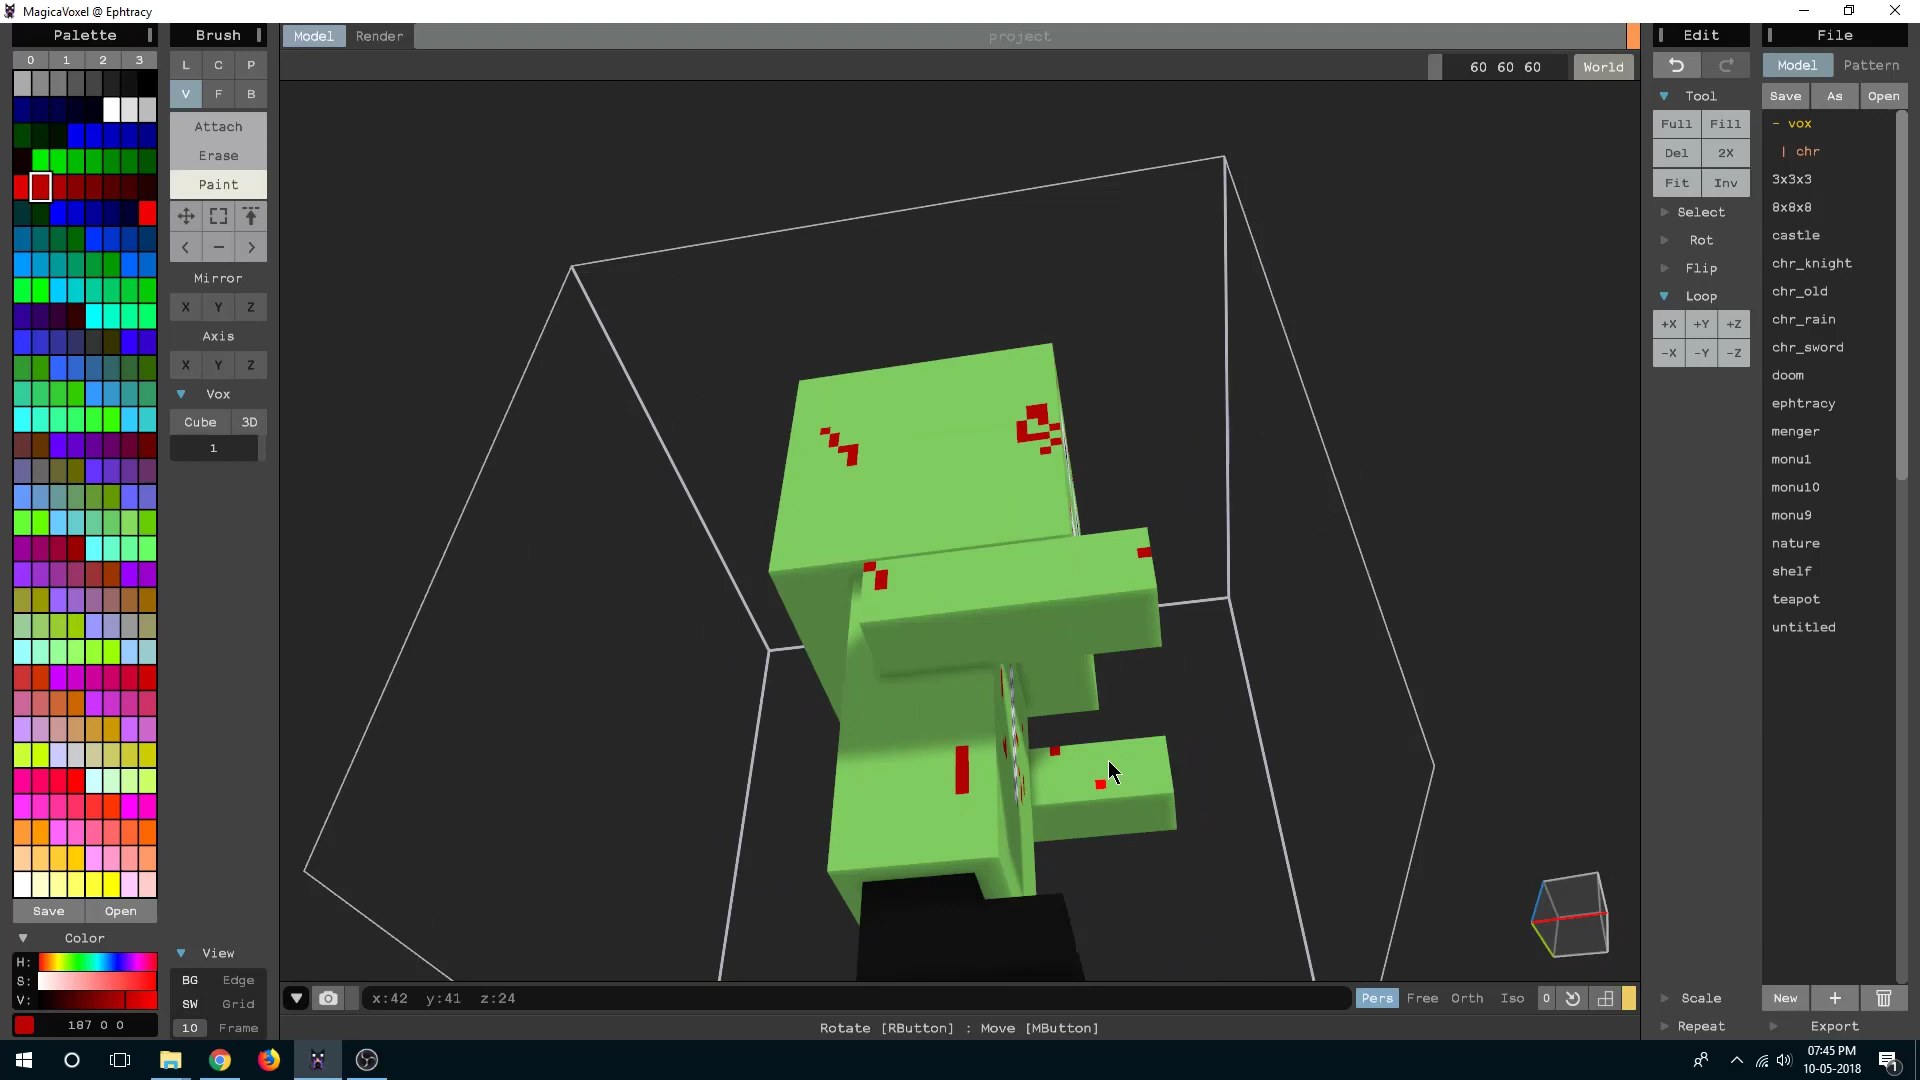 MagicaVoxel @ Ephtracy
Palette
Brush
Model
Render
project
Edit
File
0 1 2 3
L C P
V F B
60 60 60
World
Model
Pattern
Tool
Save
As
Open
Attach
Erase
Paint
Full
Fill
Del
2X
Fit
Inv
Select
Rot
Flip
Loop
+X +Y +Z
-X -Y -Z
- vox
| chr
3x3x3
8x8x8
castle
chr_knight
chr_old
chr_rain
chr_sword
doom
ephtracy
menger
monu1
monu10
monu9
nature
shelf
teapot
untitled
< - >
Mirror
X Y Z
Axis
X Y Z
Vox
Cube
3D
1
Save
Open
Color
H:
S:
V:
187 0 0
View
BG
Edge
SW
Grid
10
Frame
x:42 y:41 z:24
Pers
Free
Orth
Iso
0
Rotate [RButton] : Move [MButton]
Scale
Repeat
New
+
Export
07:45 PM
10-05-2018
1